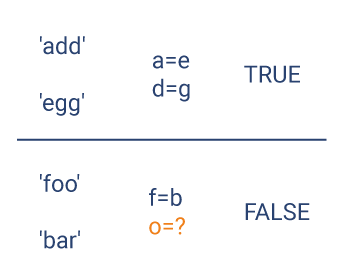 'add'
a=e
d=g
TRUE
'egg'
'foo'
f=b
o=?
FALSE
'bar'